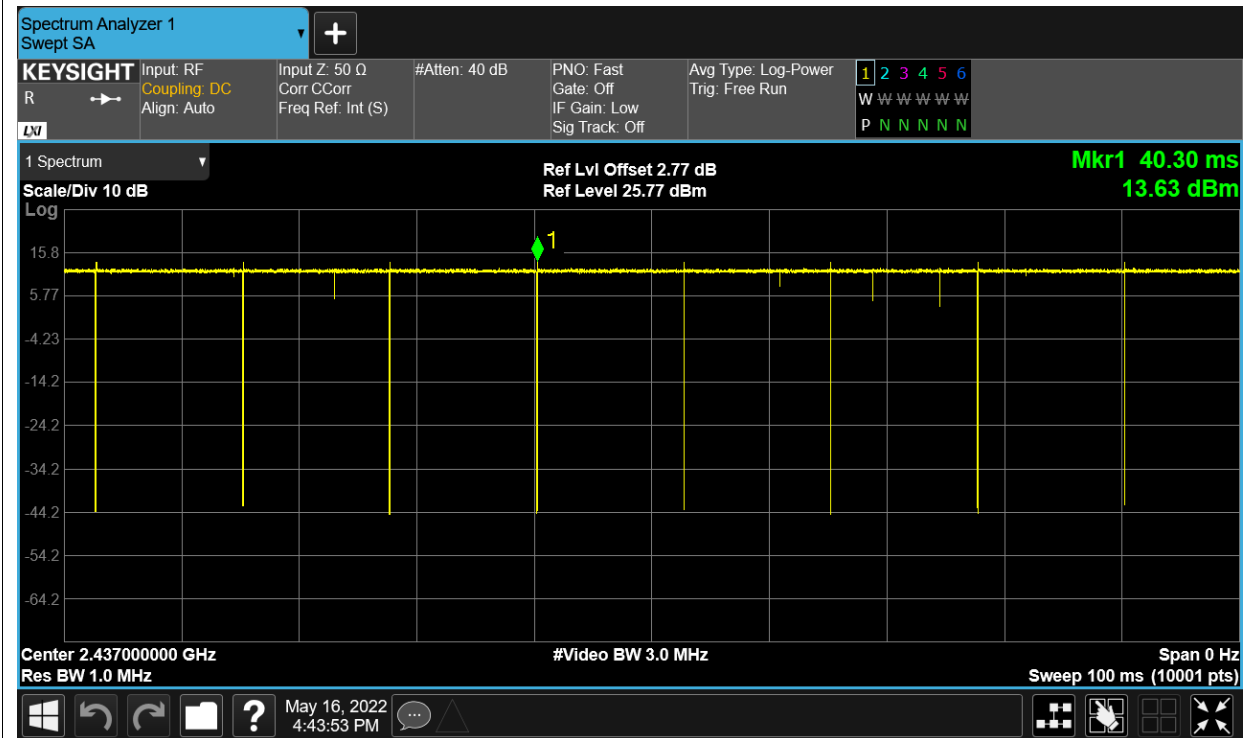 Spectrum Analyzer 1
Swept SA
KEYSIGHT
R
LXI
Input: RF
Coupling: DC
Align: Auto
Input Z: 50 Ω
Corr CCorr
Freq Ref: Int (S)
#Atten: 40 dB
PNO: Fast
Gate: Off
IF Gain: Low
Sig Track: Off
Avg Type: Log-Power
Trig: Free Run
1 2 3 4 5 6
W W W W W W
P N N N N N
1 Spectrum
Scale/Div 10 dB
Log
Ref Lvl Offset 2.77 dB
Ref Level 25.77 dBm
Mkr1 40.30 ms
13.63 dBm
1
15.8
5.77
-4.23
-14.2
-24.2
-34.2
-44.2
-54.2
-64.2
Center 2.437000000 GHz
#Video BW 3.0 MHz
Span 0 Hz
Res BW 1.0 MHz
Sweep 100 ms (10001 pts)
?
May 16, 2022
4:43:53 PM